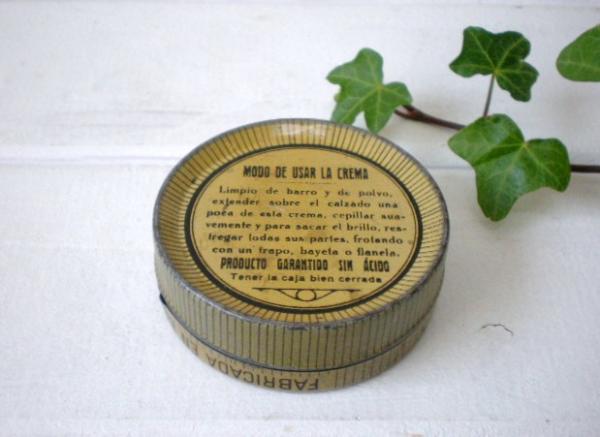 MODO DE USAR LA CREMA
Limpio de barro y de polvo,
extender sobre el calzado una
poca de esta crema, cepillar sua-
vemente y para sacar el brillo, res-
tregar todas sus partes, frotando
con un trapo, bayeta o flanela.
PRODUCTO GARANTIDO SIN ÁCIDO
Tener la caja bien cerrada
FABRICADA EN